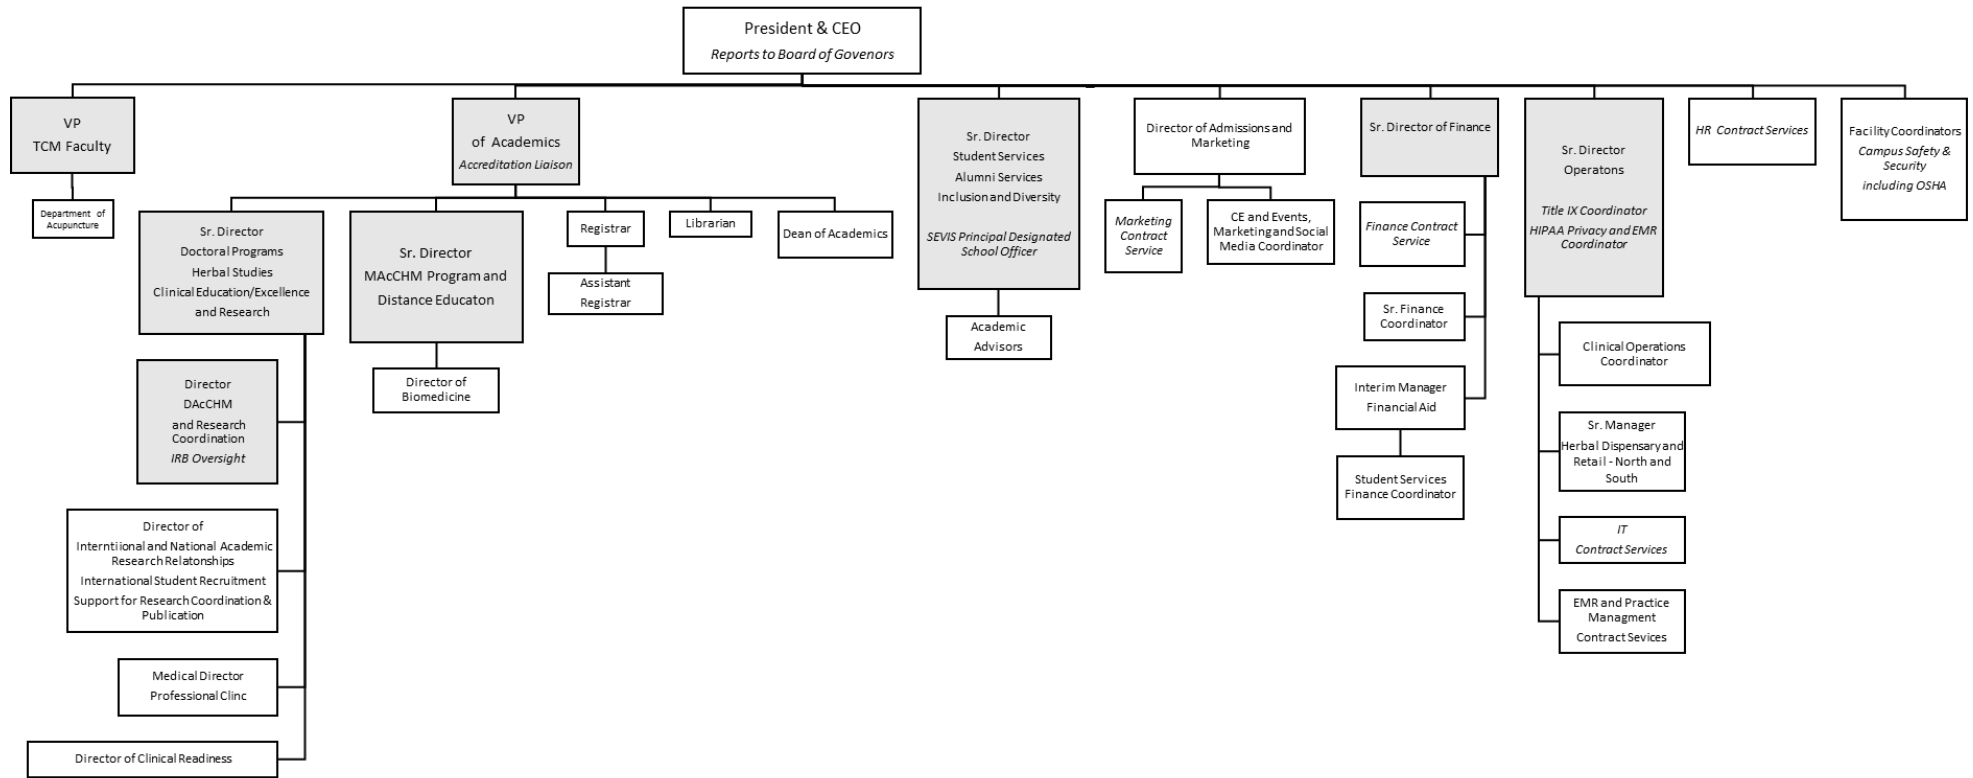 President & CEO
Reports to Board of Govenors
VP
TCM Faculty
Department of
Acupuncture
VP
of Academics
Accreditation Liaison
Sr. Director
Doctoral Programs
Herbal Studies
Clinical Education/Excellence
and Research
Director
DAcCHM
and Research
Coordination
IRB Oversight
Director of
Interntiional and National Academic
Research Relatonships
International Student Recruitment
Support for Research Coordination &
Publication
Medical Director
Professional Clinc
Director of Clinical Readiness
Sr. Director
MAcCHM Program and
Distance Educaton
Director of
Biomedicine
Registrar
Assistant
Registrar
Librarian
Dean of Academics
Sr. Director
Student Services
Alumni Services
Inclusion and Diversity
SEVIS Principal Designated
School Officer
Academic
Advisors
Director of Admissions and
Marketing
Marketing
Contract
Service
CE and Events,
Marketing and Social
Media Coordinator
Sr. Director of Finance
Finance Contract
Service
Sr. Finance
Coordinator
Interim Manager
Financial Aid
Student Services
Finance Coordinator
Sr. Director
Operatons
Title IX Coordinator
HIPAA Privacy and EMR
Coordinator
Clinical Operations
Coordinator
Sr. Manager
Herbal Dispensary and
Retail - North and
South
IT
Contract Services
EMR and Practice
Managment
Contract Sevices
HR Contract Services
Facility Coordinators
Campus Safety &
Security
including OSHA